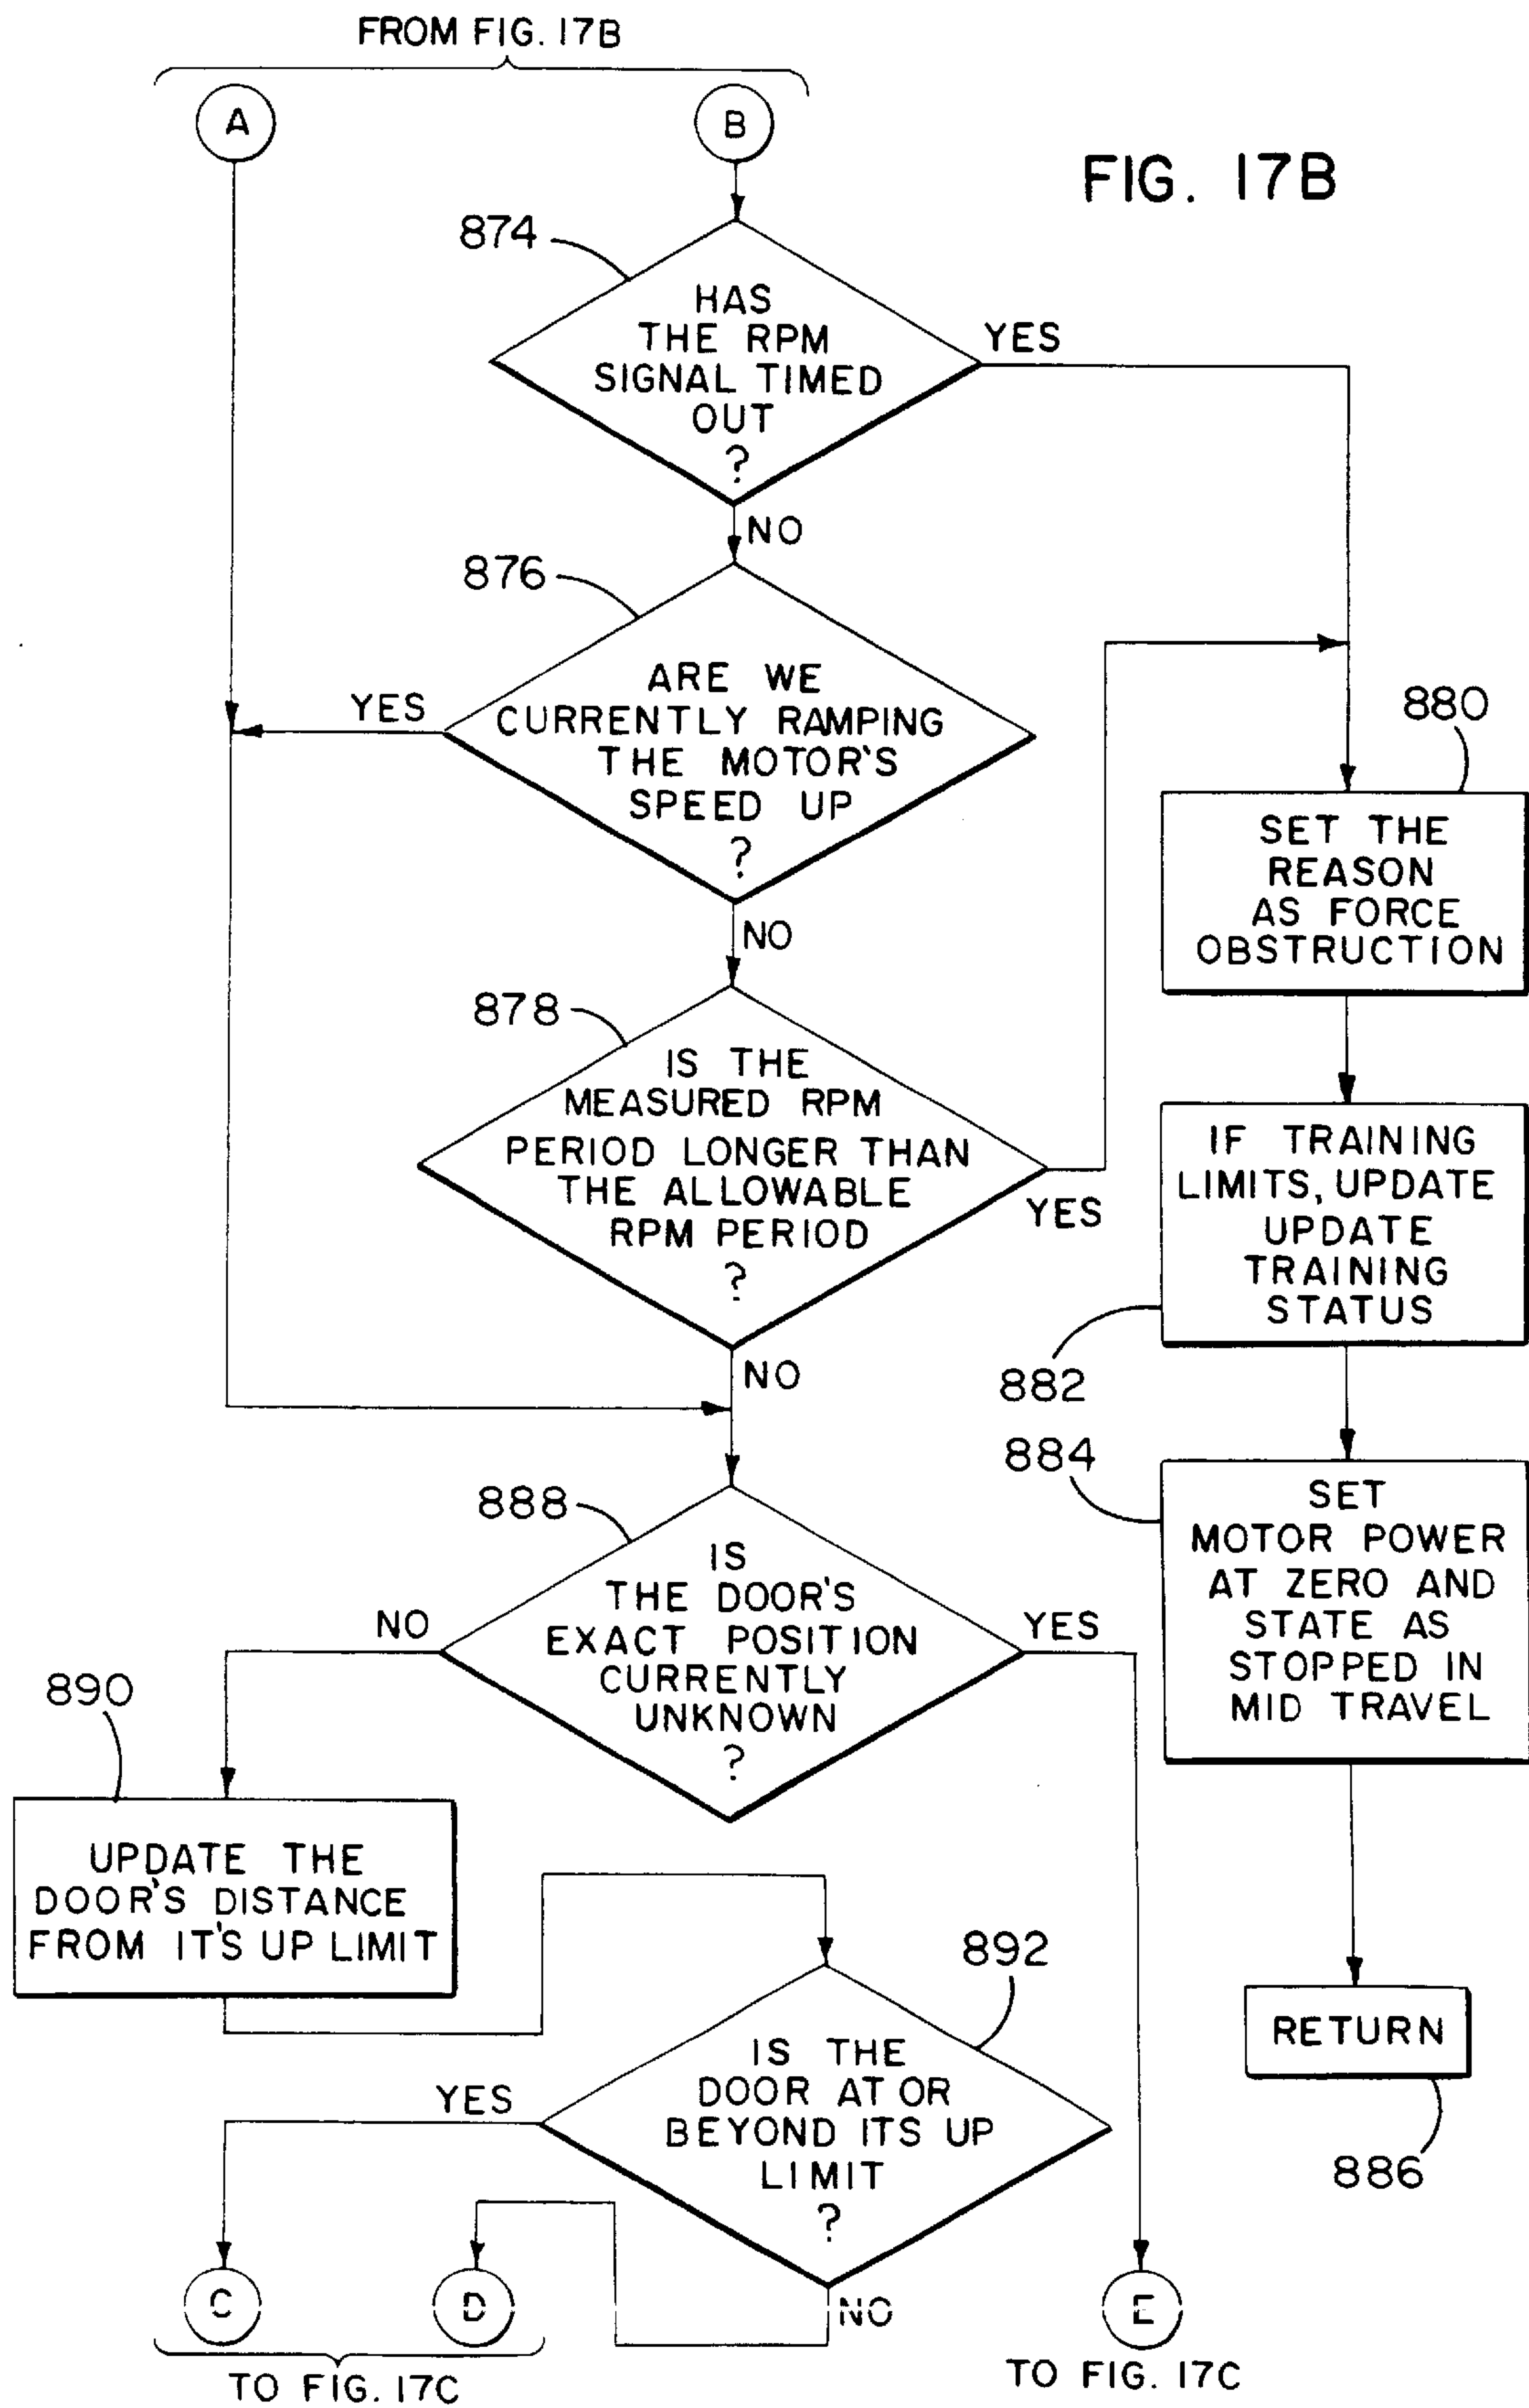 FROM FIG. 17B
A
B
FIG. 17B
874
HAS
THE RPM
SIGNAL TIMED
OUT
?
YES
NO
876
ARE WE
CURRENTLY RAMPING
THE MOTOR'S
SPEED UP
?
YES
NO
880
SET THE
REASON
AS FORCE
OBSTRUCTION
878
IS THE
MEASURED RPM
PERIOD LONGER THAN
THE ALLOWABLE
RPM PERIOD
?
YES
NO
IF TRAINING
LIMITS, UPDATE
UPDATE
TRAINING
STATUS
882
884
SET
MOTOR POWER
AT ZERO AND
STATE AS
STOPPED IN
MID TRAVEL
888
IS
THE DOOR'S
EXACT POSITION
CURRENTLY
UNKNOWN
?
NO
YES
890
UPDATE THE
DOOR'S DISTANCE
FROM IT'S UP LIMIT
892
IS THE
DOOR AT OR
BEYOND ITS UP
LIMIT
?
YES
NO
RETURN
886
C
D
E
TO FIG. 17C
TO FIG. 17C